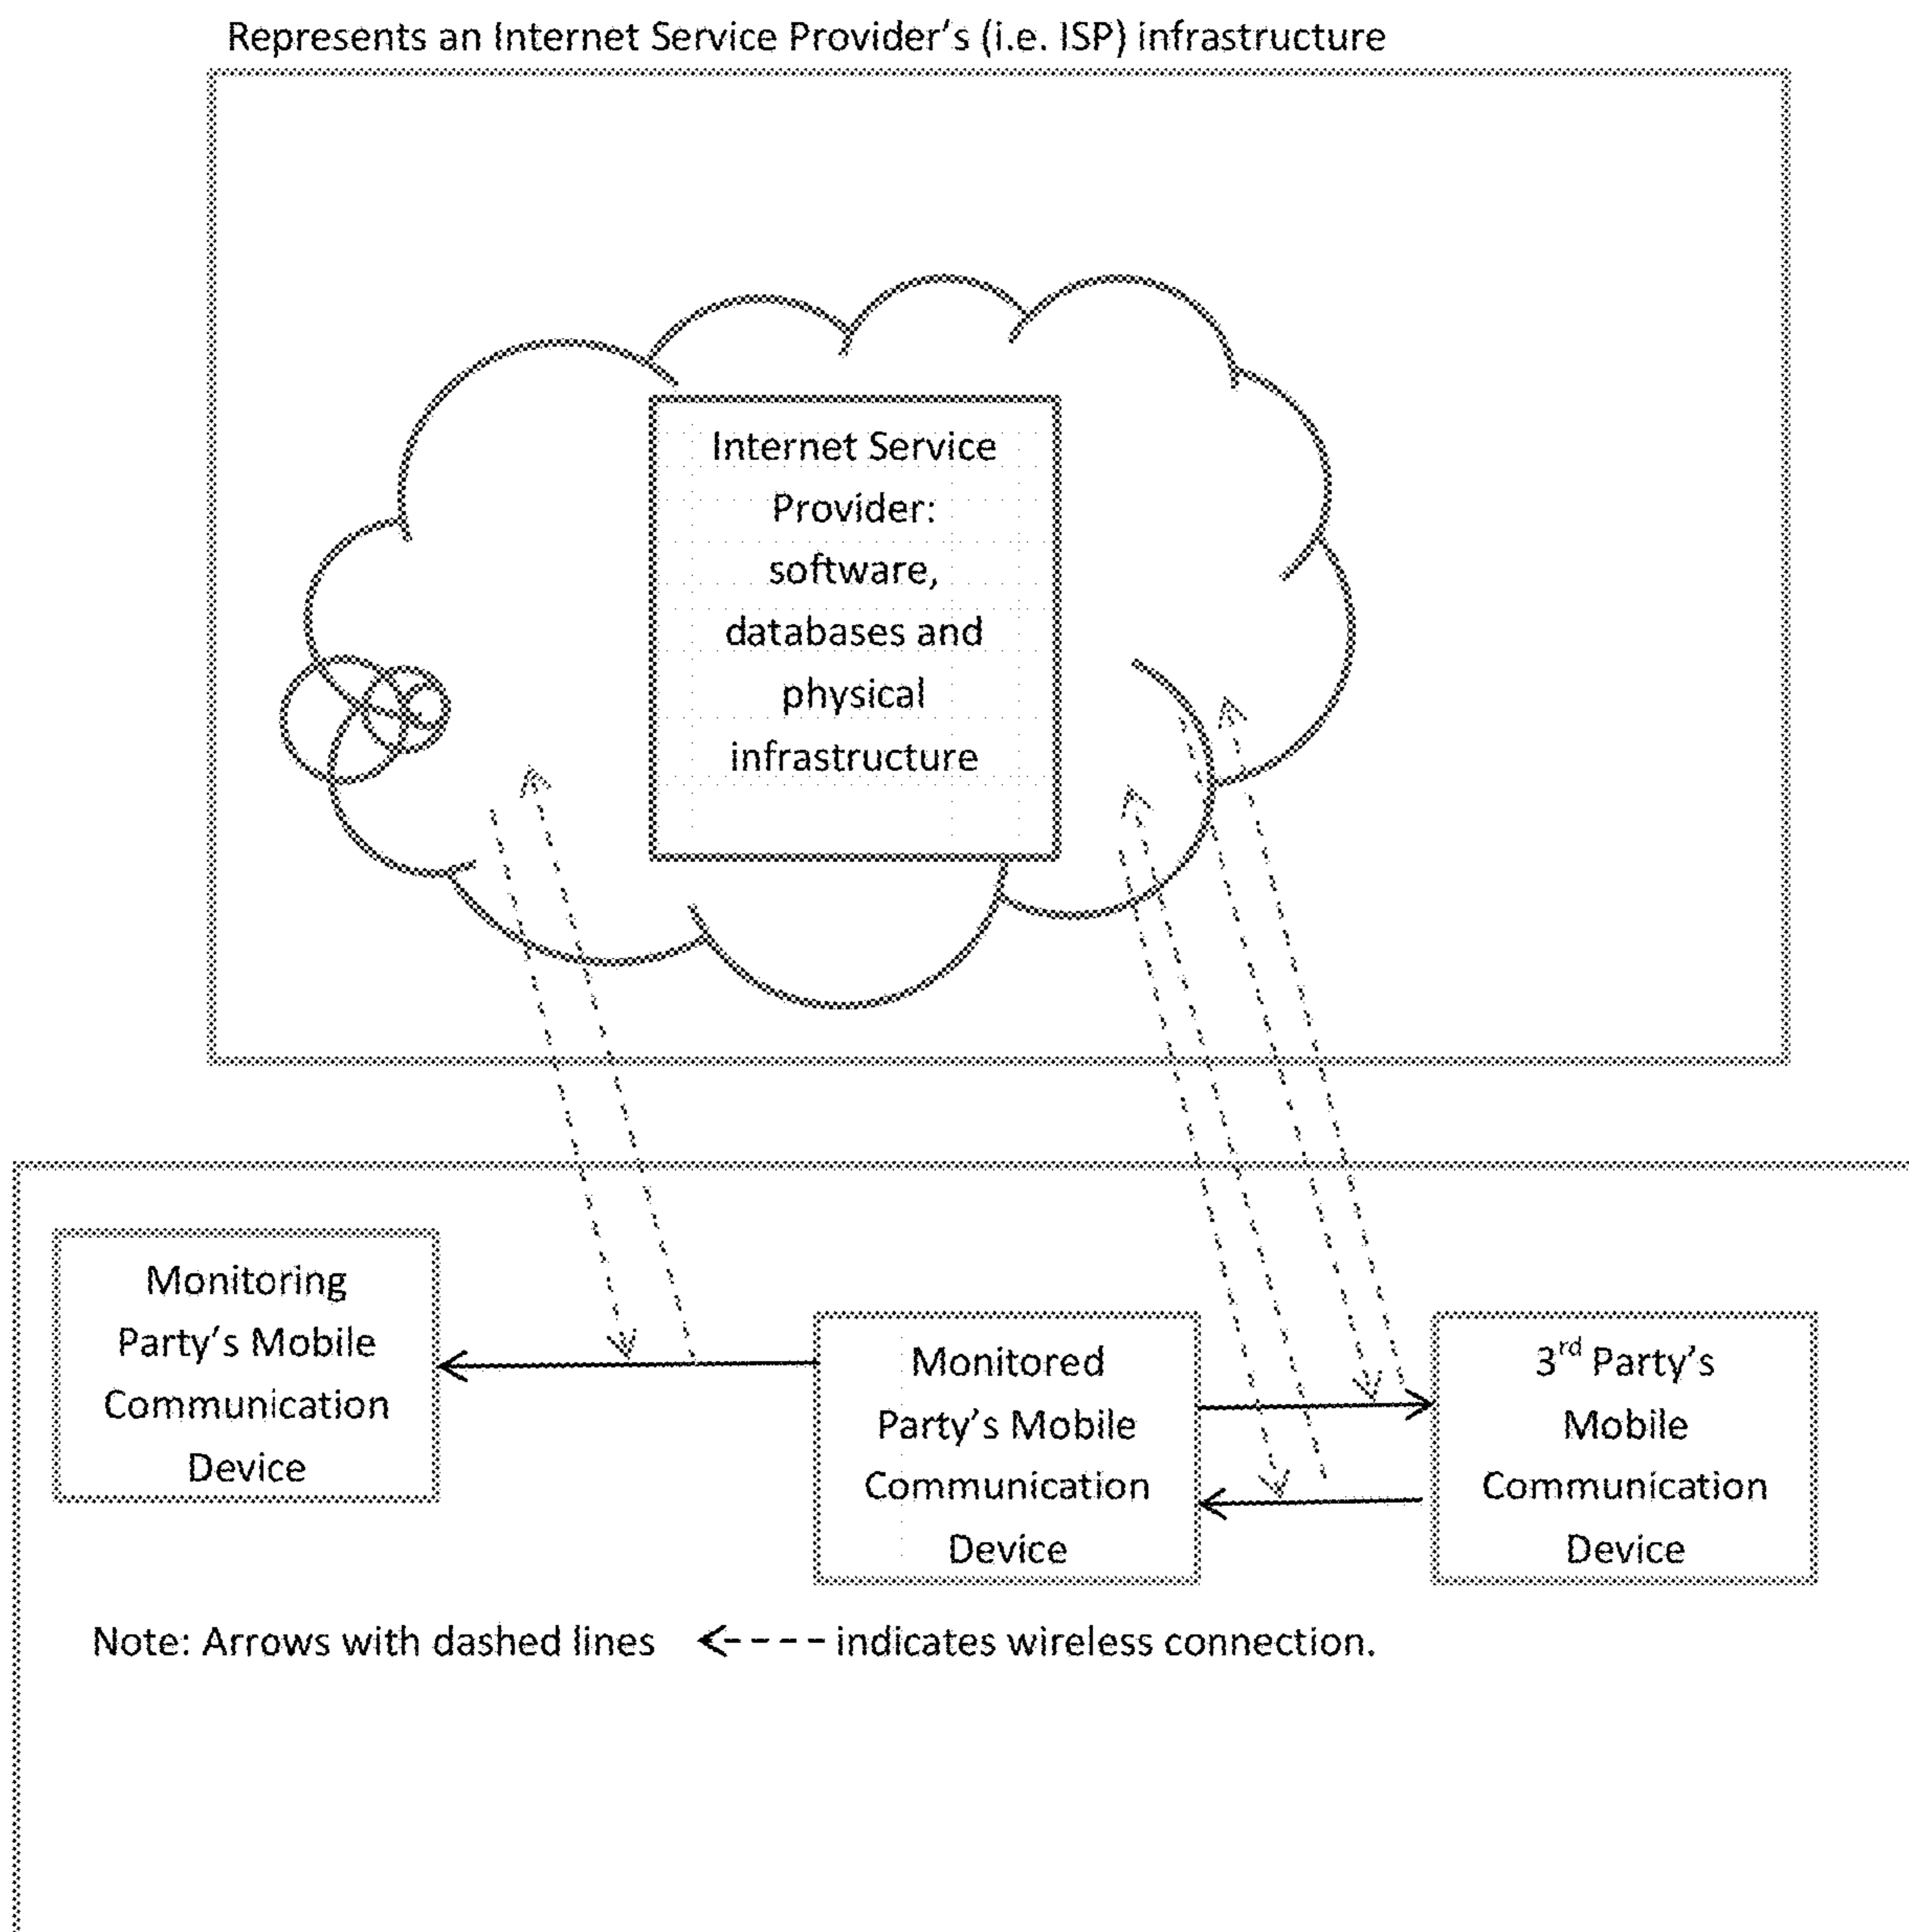 Represents an Internet Service Provider's (i.e. ISP) infrastructure
Internet Service
Provider:
software,
databases and
physical
infrastructure
Monitoring
Party's Mobile
Communication
Device
Monitored
Party's Mobile
Communication
Device
3rd Party's
Mobile
Communication
Device
Note: Arrows with dashed lines indicates wireless connection.